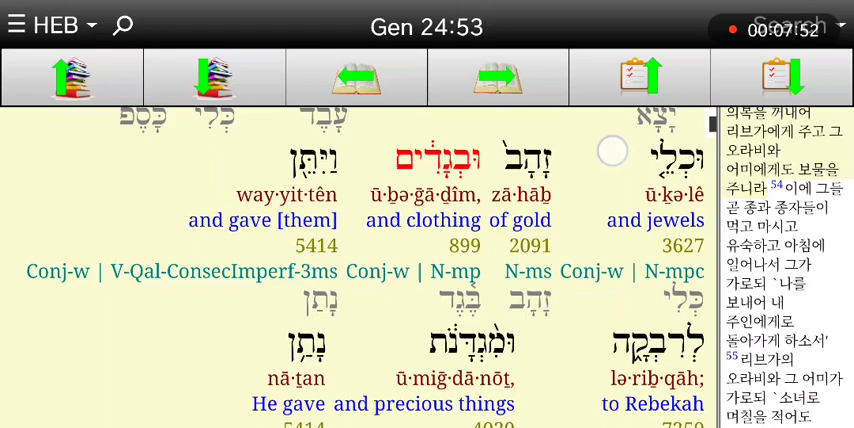 ☰ HEB Gen 24:53 Search 00:07:52
יָצָא עָבֶד כְּלִי כָּסֶף
וּכְלֵ֨י זָהָב֙ וּבְגָדִ֔ים וַיִּתֵּ֖ן
ū·ḵə·lê zā·hāḇ ū·ḇə·ḡā·ḏîm, way·yit·tên
and jewels of gold and clothing and gave [them]
3627 2091 899 5414
Conj-w | N-mpc N-ms Conj-w | N-mp Conj-w | V-Qal-ConsecImperf-3ms
כְּלִי זָהָב בֶּגֶד נָתַן
לְרִבְקָ֑ה וּמִ֨גְדָּנֹ֔ת נָתַ֥ן
lə·riḇ·qāh; ū·miḡ·dā·nōṯ, nā·ṯan
to Rebekah and precious things He gave
7259 4030 5414
의복을 꺼내어
리브가에게 주고 그
오라비와
어미에게도 보물을
주니라 54 이에 그들
곧 종과 종자들이
먹고 마시고
유숙하고 아침에
일어나서 그가
가로되 `나를
보내어 내
주인에게로
돌아가게 하소서'
55 리브가의
오라비와 그 어미가
가로되 `소녀로
며칠을 적어도